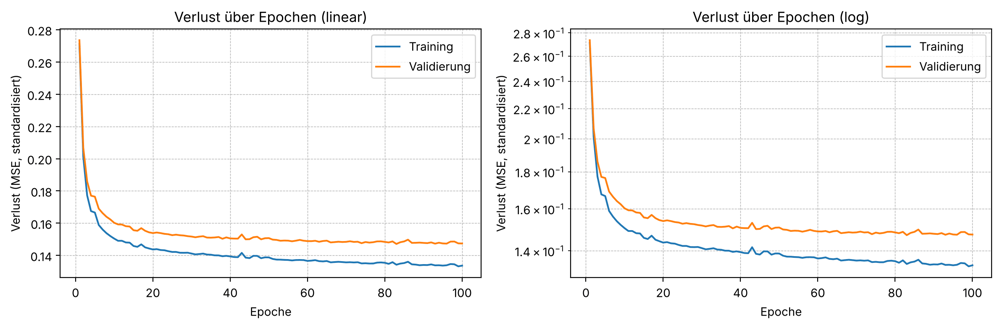 Verlust über Epochen (linear)
Verlust (MSE, standardisiert)
0.28
0.26
0.24
0.22
0.20
0.18
0.16
0.14
0 20 40 60 80 100
Epoche
Training
Validierung
Verlust über Epochen (log)
Verlust (MSE, standardisiert)
2.8 × 10⁻¹
2.6 × 10⁻¹
2.4 × 10⁻¹
2.2 × 10⁻¹
2 × 10⁻¹
1.8 × 10⁻¹
1.6 × 10⁻¹
1.4 × 10⁻¹
0 20 40 60 80 100
Epoche
Training
Validierung